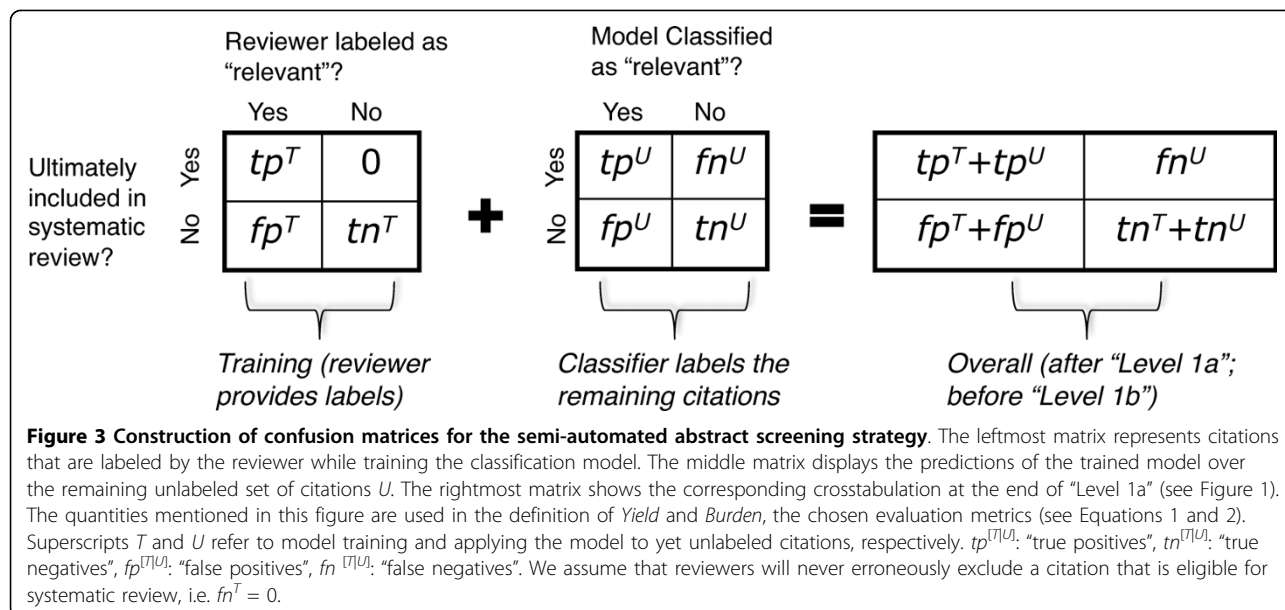 Reviewer labeled as
“relevant”?
Yes No
Model Classified
as “relevant”?
Yes No
Ultimately
included in
systematic
review?
Yes
No
tp^T 0
fp^T tn^T
+
Yes
No
tp^U fn^U
fp^U tn^U
=
tp^T+tp^U fn^U
fp^T+fp^U tn^T+tn^U
Training (reviewer
provides labels)
Classifier labels the
remaining citations
Overall (after “Level 1a”;
before “Level 1b”)
Figure 3 Construction of confusion matrices for the semi-automated abstract screening strategy. The leftmost matrix represents citations
that are labeled by the reviewer while training the classification model. The middle matrix displays the predictions of the trained model over
the remaining unlabeled set of citations U. The rightmost matrix shows the corresponding crosstabulation at the end of “Level 1a” (see Figure 1).
The quantities mentioned in this figure are used in the definition of Yield and Burden, the chosen evaluation metrics (see Equations 1 and 2).
Superscripts T and U refer to model training and applying the model to yet unlabeled citations, respectively. tp^[T|U]: “true positives”, tn^[T|U]: “true
negatives”, fp^[T|U]: “false positives”, fn ^[T|U]: “false negatives”. We assume that reviewers will never erroneously exclude a citation that is eligible for
systematic review, i.e. fn^T = 0.